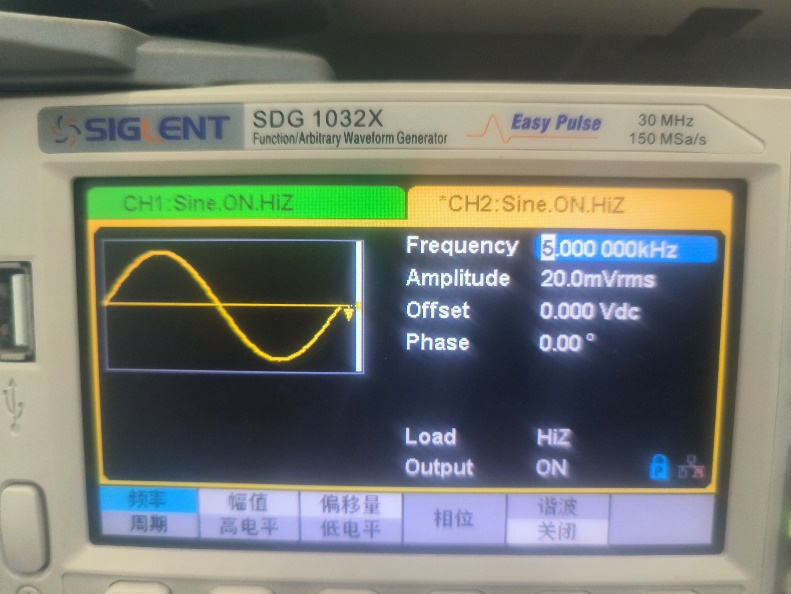 SIGLENT SDG 1032X Easy Pulse 30 MHz
Function/Arbitrary Waveform Generator 150 MSa/s
CH1:Sine.ON.HiZ *CH2:Sine.ON.HiZ
Frequency 5.000 000kHz
Amplitude 20.0mVrms
Offset 0.000 Vdc
Phase 0.00 °
Load HiZ
Output ON
频率 幅值 偏移量 相位 谐波
周期 高电平 低电平 关闭